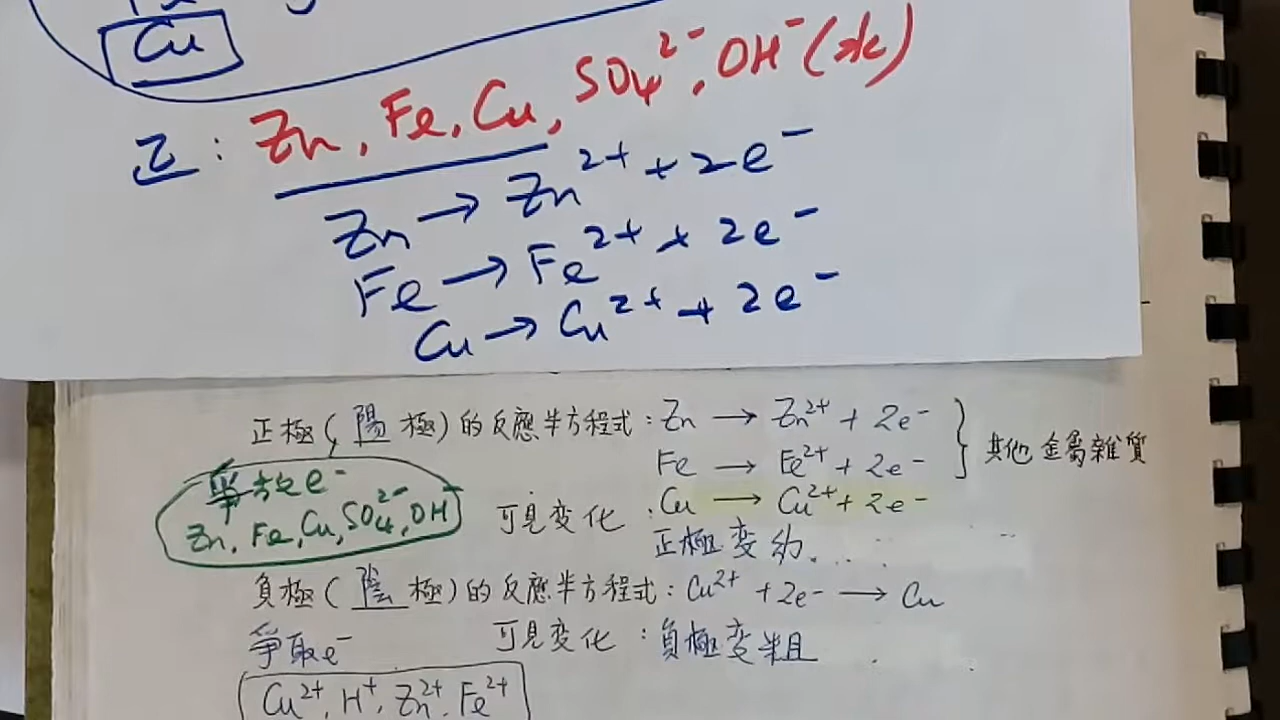 Cu
正: Zn, Fe, Cu, SO₄²⁻, OH⁻(水)
Zn → Zn²⁺ + 2e⁻
Fe → Fe²⁺ + 2e⁻
Cu → Cu²⁺ + 2e⁻
正極(陽極)的反應半方程式: Zn → Zn²⁺ + 2e⁻
Fe → Fe²⁺ + 2e⁻ } 其他金屬雜質
爭放e⁻
Zn, Fe, Cu, SO₄²⁻, OH⁻
可見变化: Cu → Cu²⁺ + 2e⁻
正極变幼
負極(陰極)的反應半方程式: Cu²⁺ + 2e⁻ → Cu
爭取e⁻ 可見变化: 負極变粗
Cu²⁺, H⁺, Zn²⁺, Fe²⁺